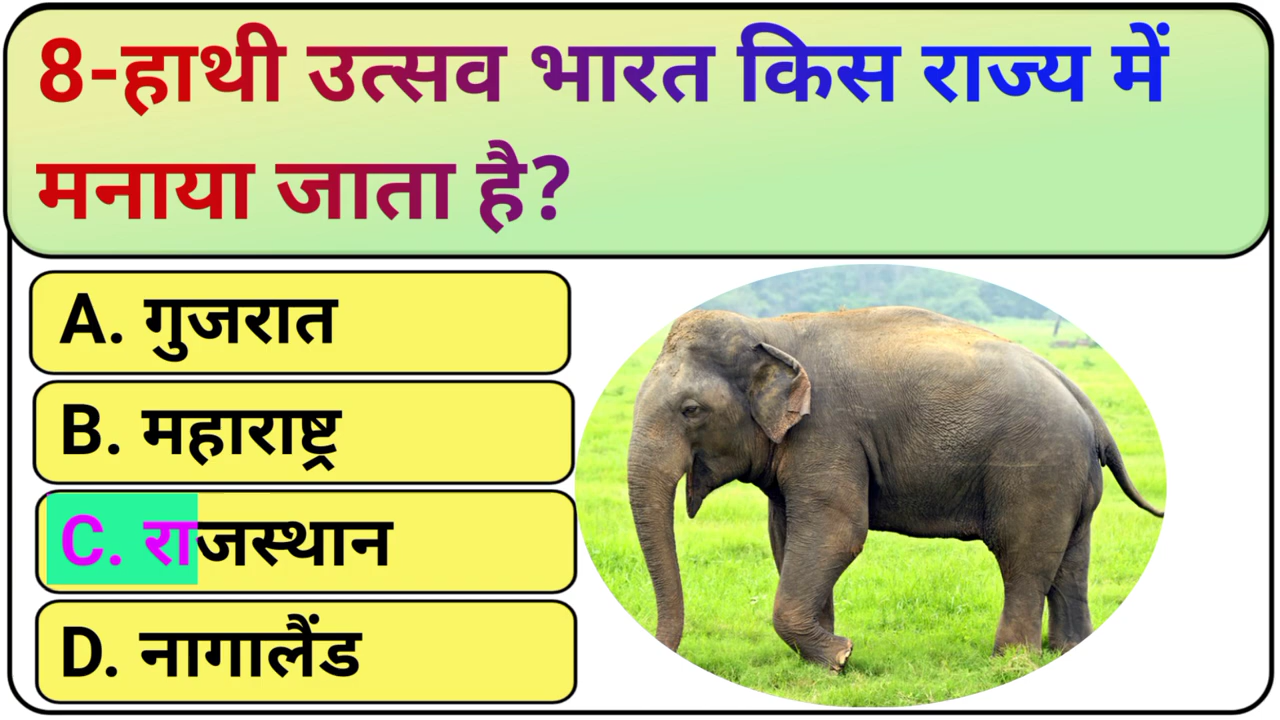 8-हाथी उत्सव भारत किस राज्य में
मनाया जाता है?
A. गुजरात
B. महाराष्ट्र
C. राजस्थान
D. नागालैंड